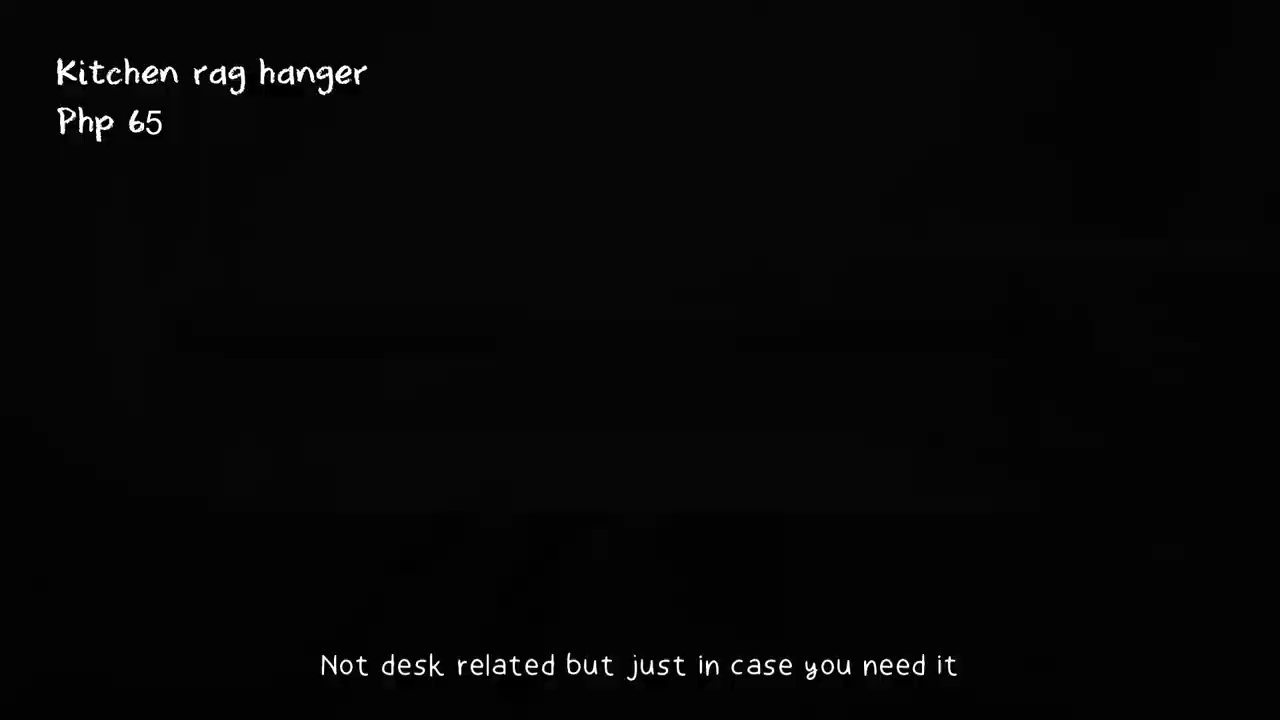 Kitchen rag hanger
Php 65
Not desk related but just in case you need it